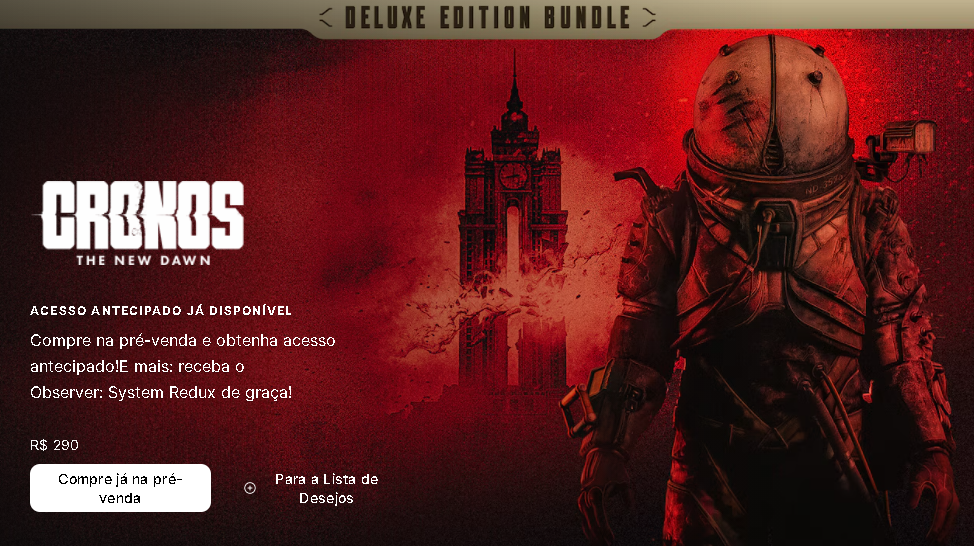 DELUXE EDITION BUNDLE
CRONOS
THE NEW DAWN
ACESSO ANTECIPADO JÁ DISPONÍVEL
Compre na pré-venda e obtenha acesso
antecipado!E mais: receba o
Observer: System Redux de graça!
R$ 290
Compre já na pré-
venda
Para a Lista de
Desejos